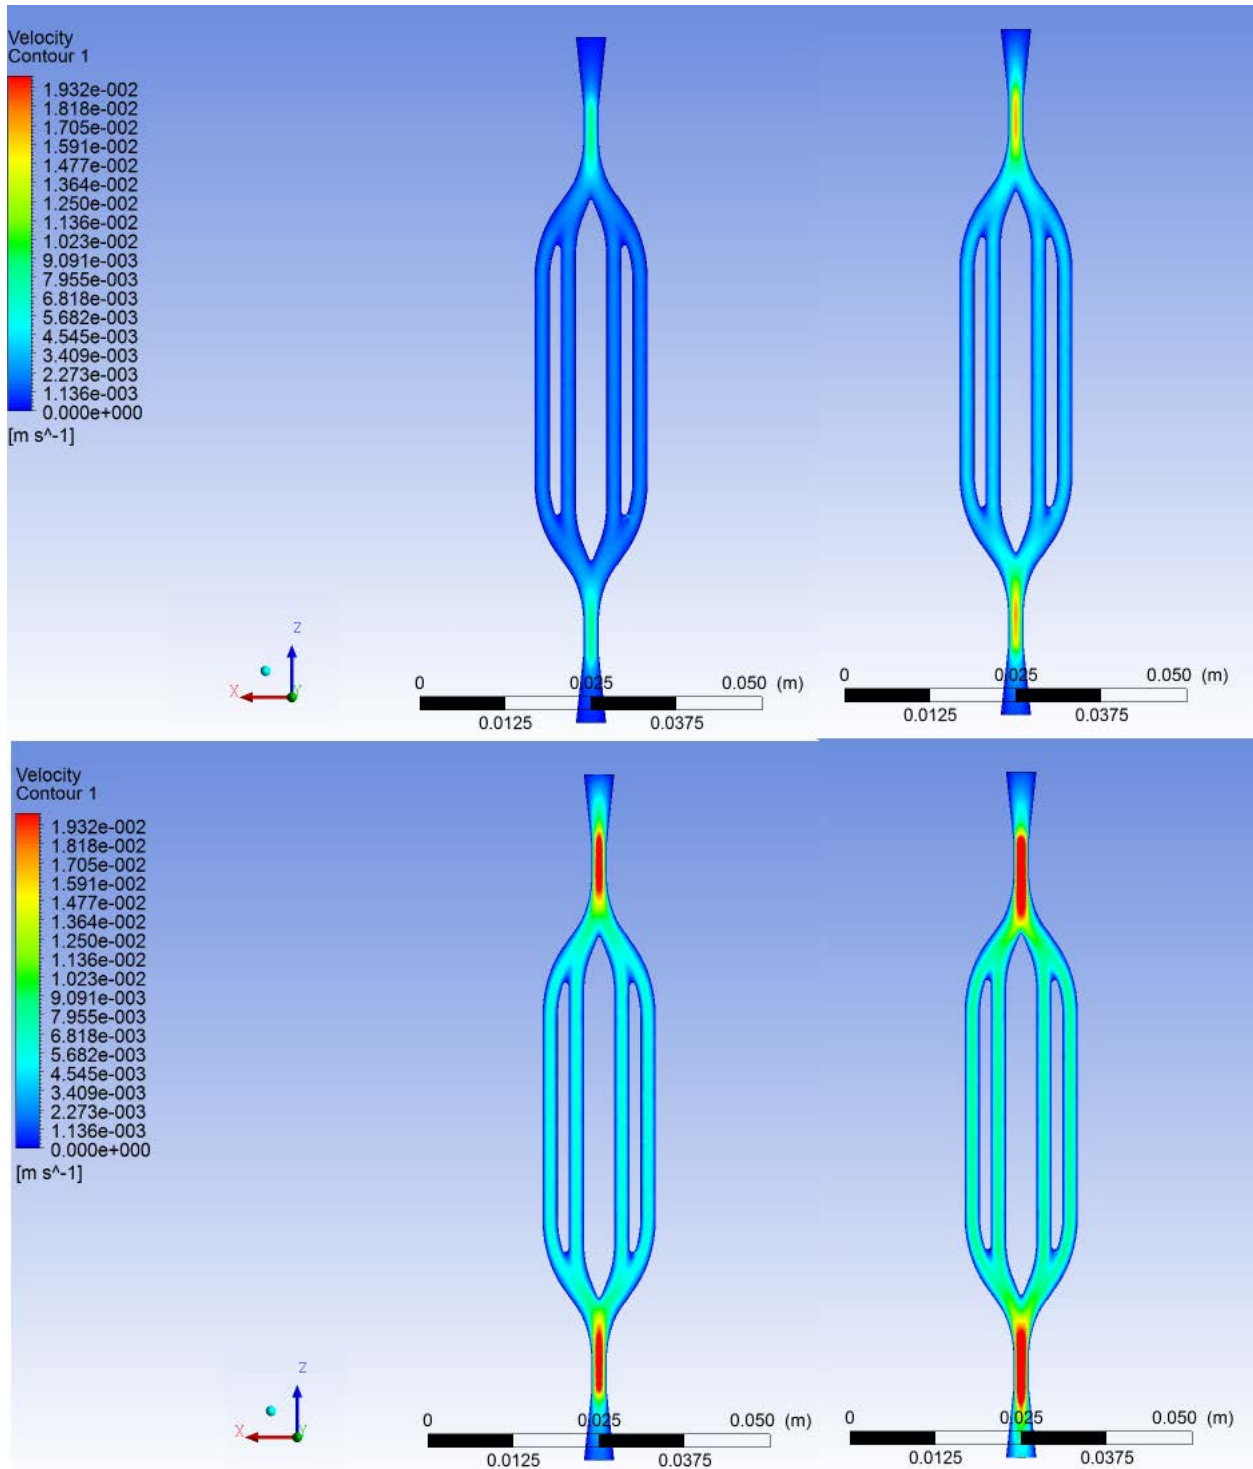 Velocity
Contour 1
1.932e-002
1.818e-002
1.705e-002
1.591e-002
1.477e-002
1.364e-002
1.250e-002
1.136e-002
1.023e-002
9.091e-003
7.955e-003
6.818e-003
5.682e-003
4.545e-003
3.409e-003
2.273e-003
1.136e-003
0.000e+000
[m s^-1]
Z
X
Y
0 0.025 0.050 (m)
0.0125 0.0375
0 0.025 0.050 (m)
0.0125 0.0375
Velocity
Contour 1
1.932e-002
1.818e-002
1.705e-002
1.591e-002
1.477e-002
1.364e-002
1.250e-002
1.136e-002
1.023e-002
9.091e-003
7.955e-003
6.818e-003
5.682e-003
4.545e-003
3.409e-003
2.273e-003
1.136e-003
0.000e+000
[m s^-1]
Z
X
Y
0 0.025 0.050 (m)
0.0125 0.0375
0 0.025 0.050 (m)
0.0125 0.0375